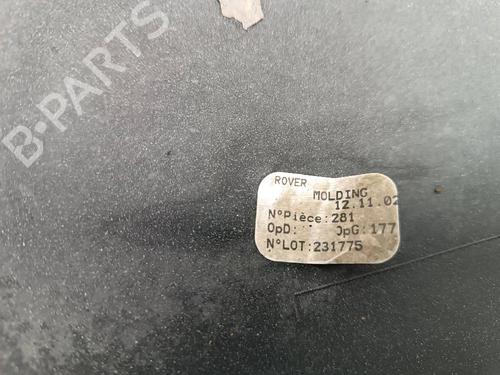 B-PARTS
ROVER
MOLDING
12.11.02
N°Pièce:281
OpD: OpG:177
N°LOT:231775